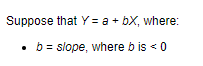 Suppose that Y = a + bX, where:
• b = slope, where b is < 0